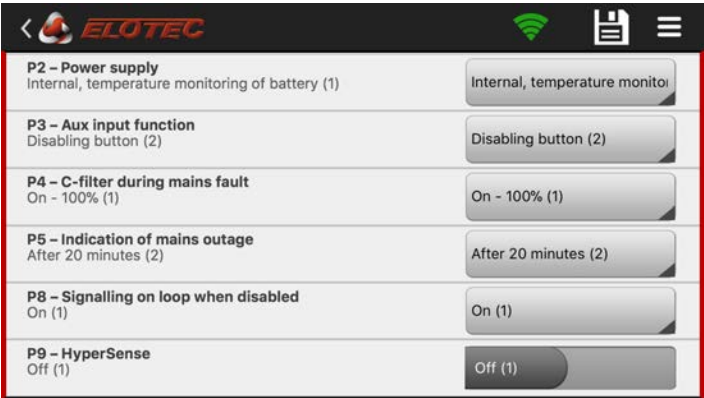 ELOTEC
P2 – Power supply
Internal, temperature monitoring of battery (1)
Internal, temperature monitor
P3 – Aux input function
Disabling button (2)
Disabling button (2)
P4 – C-filter during mains fault
On - 100% (1)
On - 100% (1)
P5 – Indication of mains outage
After 20 minutes (2)
After 20 minutes (2)
P8 – Signalling on loop when disabled
On (1)
On (1)
P9 – HyperSense
Off (1)
Off (1)